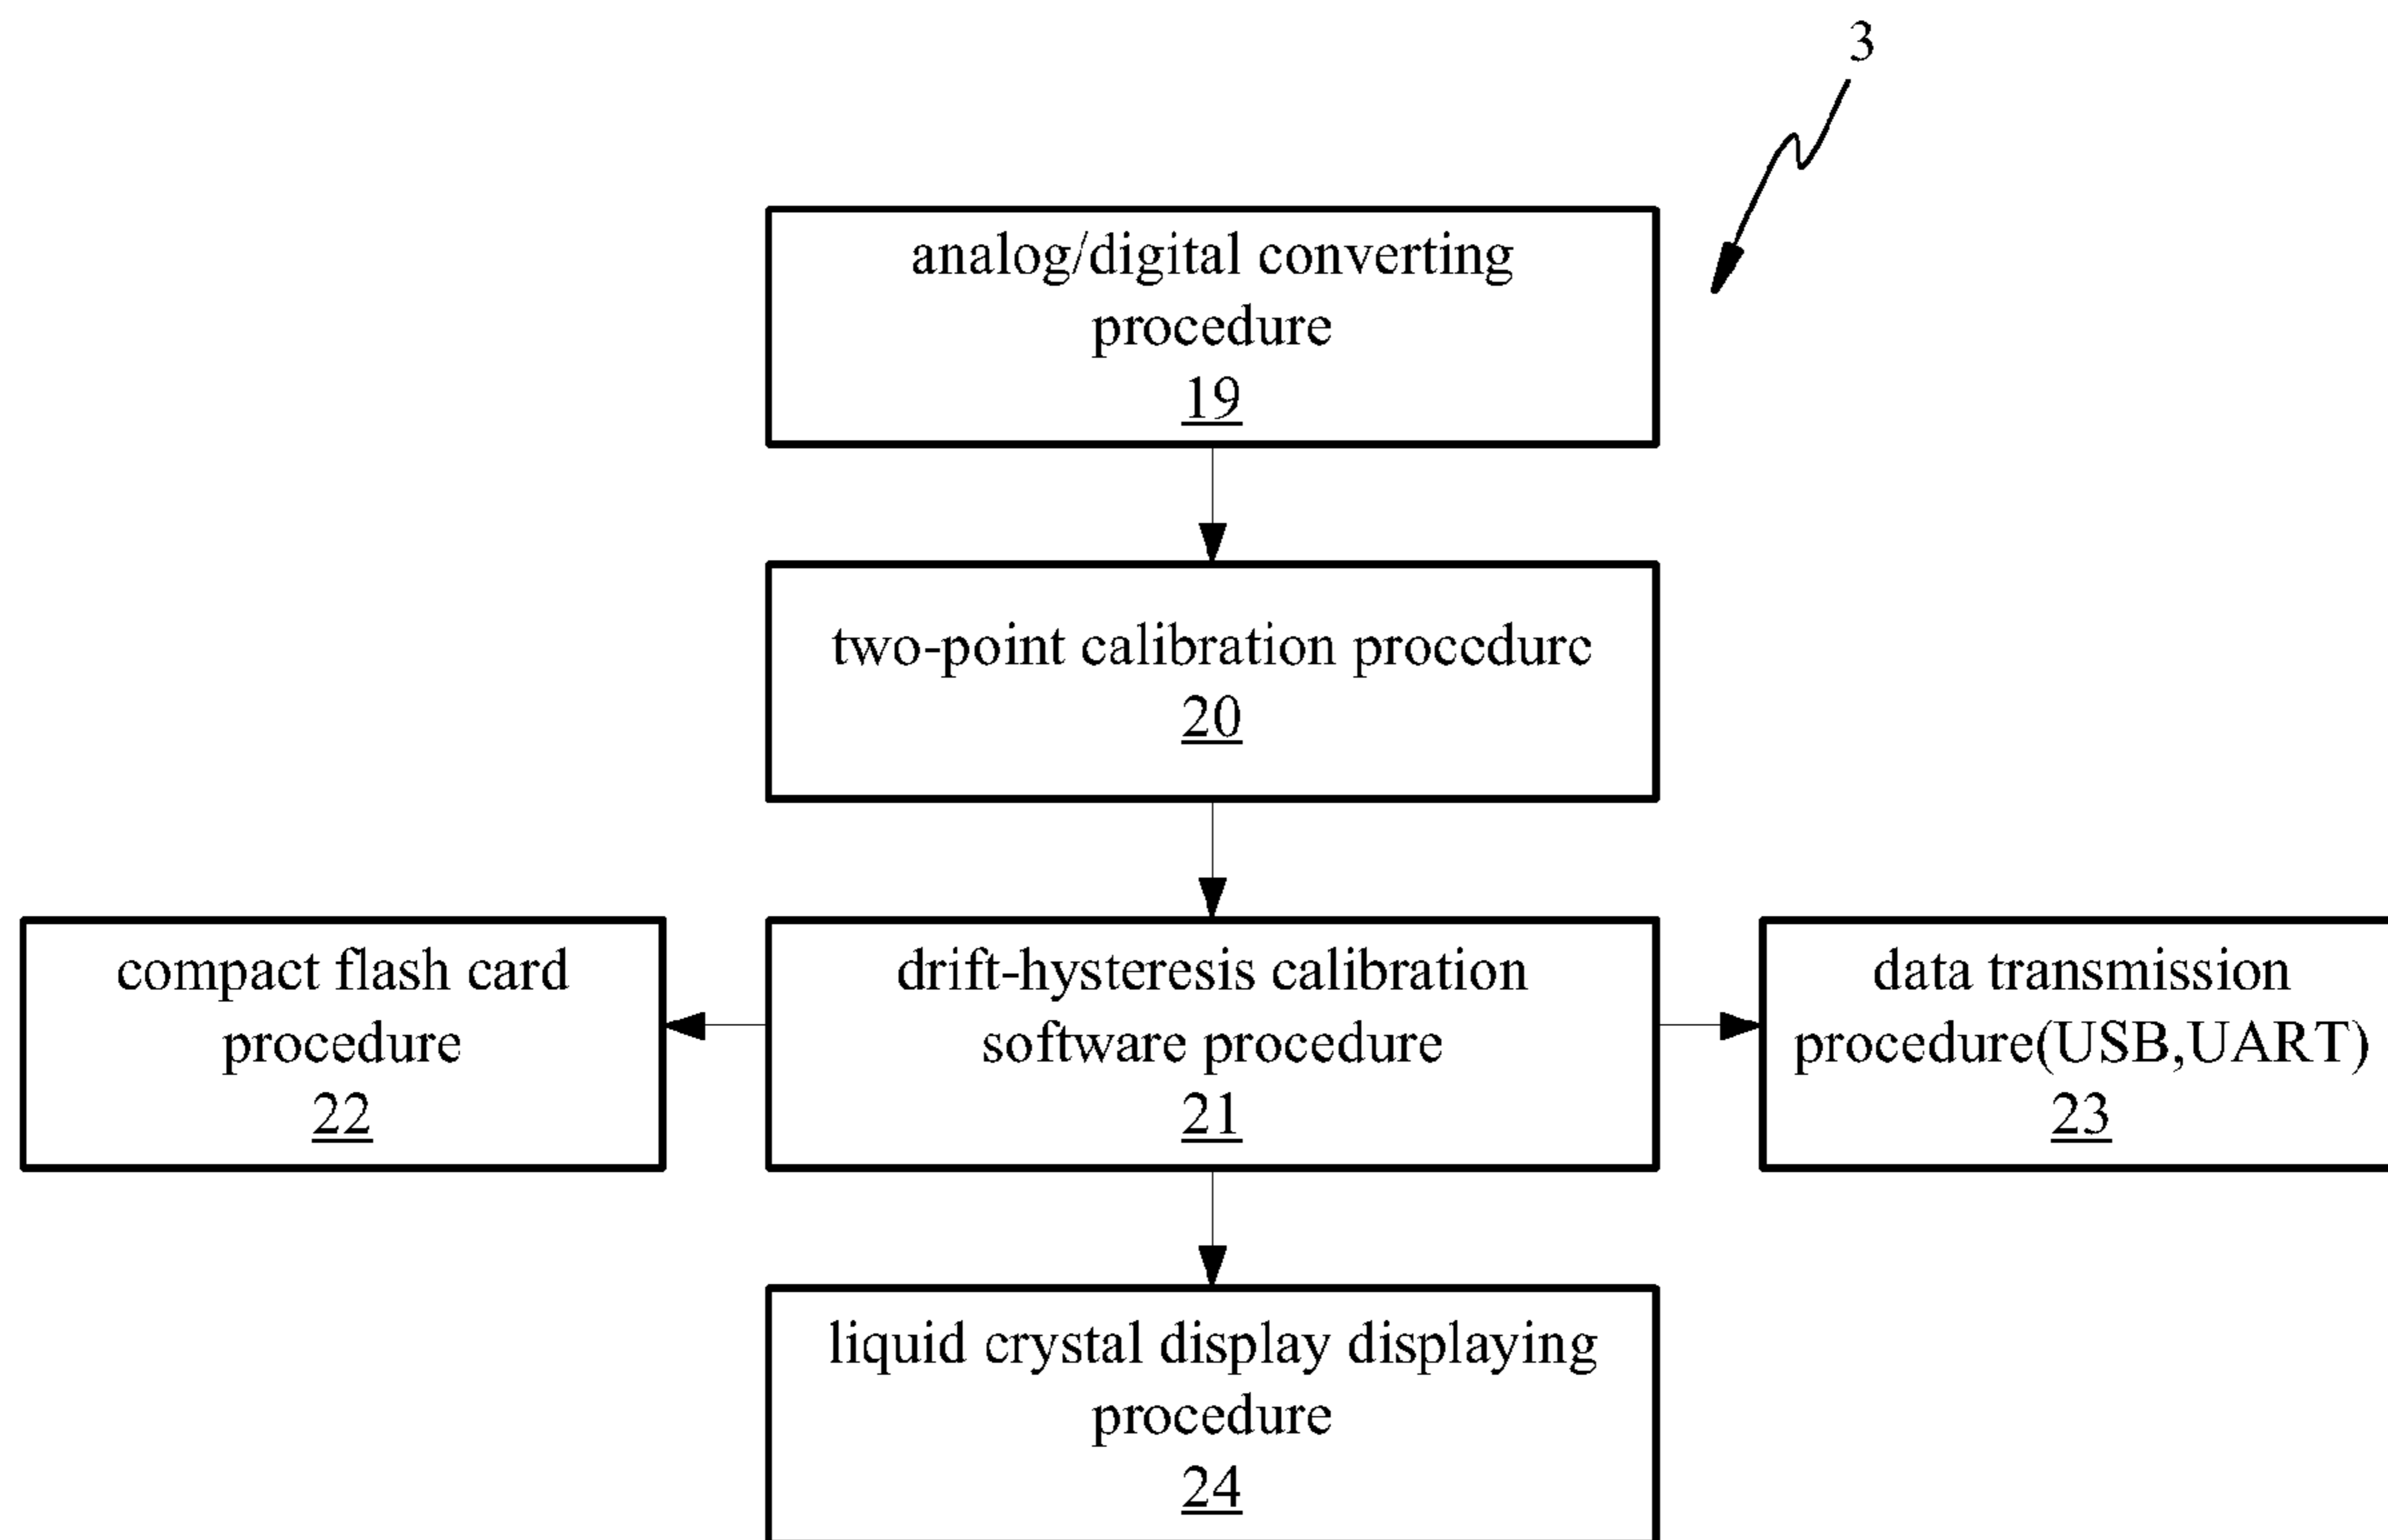 3
analog/digital converting
procedure
19
two-point calibration procedure
20
compact flash card
procedure
22
drift-hysteresis calibration
software procedure
21
data transmission
procedure(USB,UART)
23
liquid crystal display displaying
procedure
24